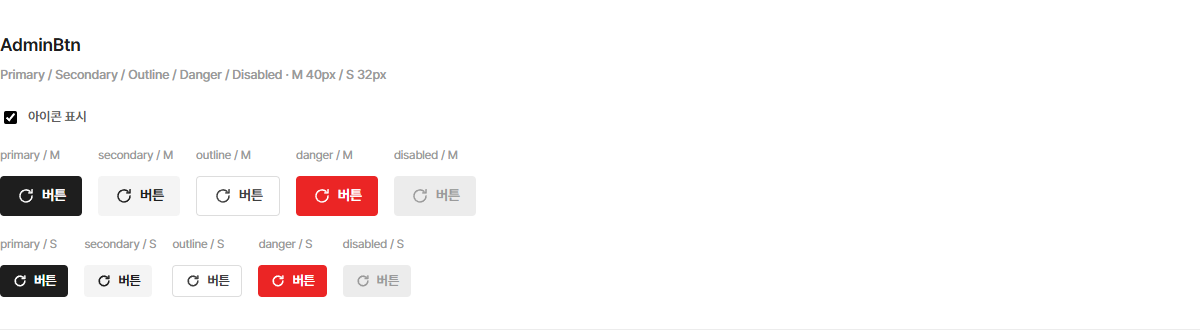 AdminBtn
Primary / Secondary / Outline / Danger / Disabled · M 40px / S 32px
아이콘 표시
primary / M secondary / M outline / M danger / M disabled / M
버튼 버튼 버튼 버튼 버튼
primary / S secondary / S outline / S danger / S disabled / S
버튼 버튼 버튼 버튼 버튼